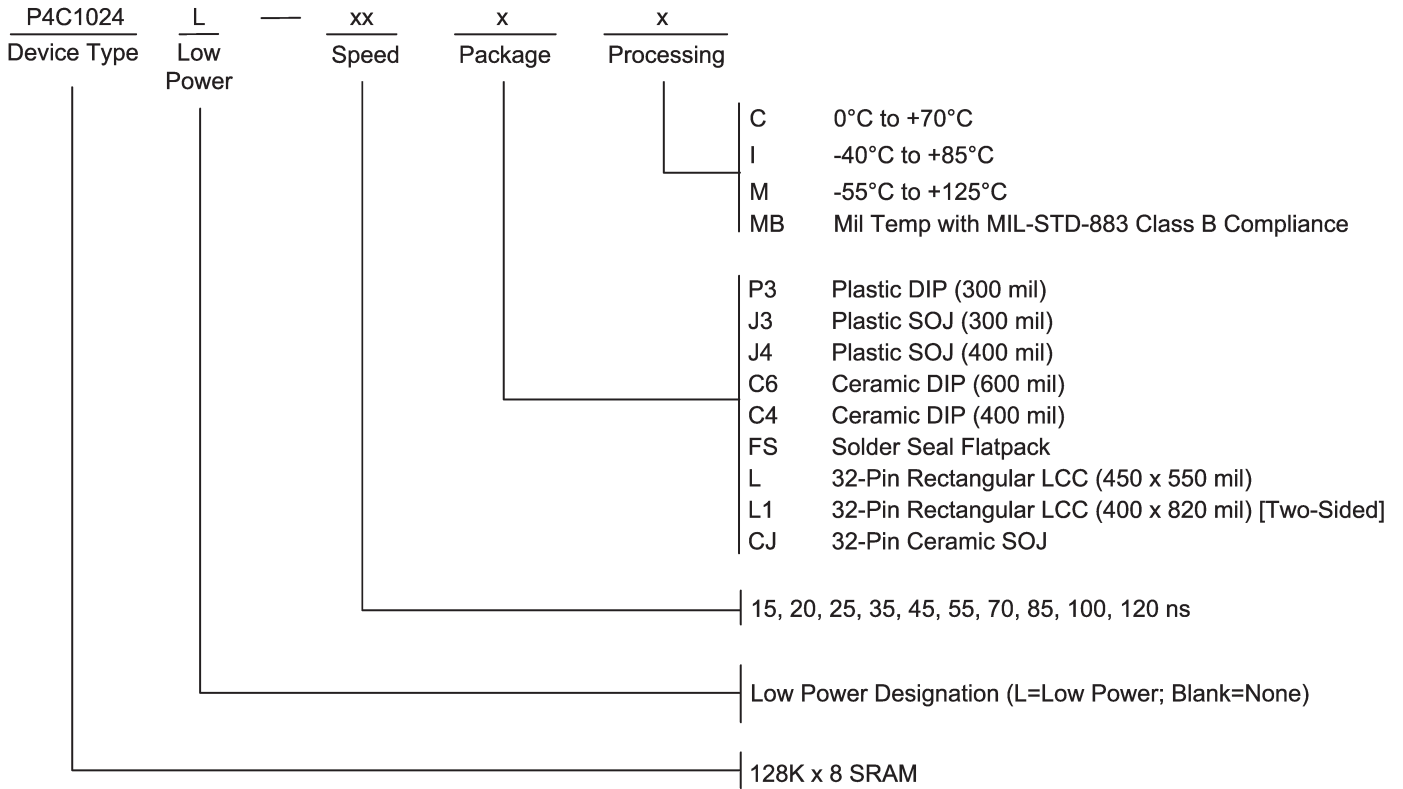 P4C1024 L — xx x x
Device Type Low Power Speed Package Processing
C 0°C to +70°C
I -40°C to +85°C
M -55°C to +125°C
MB Mil Temp with MIL-STD-883 Class B Compliance
P3 Plastic DIP (300 mil)
J3 Plastic SOJ (300 mil)
J4 Plastic SOJ (400 mil)
C6 Ceramic DIP (600 mil)
C4 Ceramic DIP (400 mil)
FS Solder Seal Flatpack
L 32-Pin Rectangular LCC (450 x 550 mil)
L1 32-Pin Rectangular LCC (400 x 820 mil) [Two-Sided]
CJ 32-Pin Ceramic SOJ
15, 20, 25, 35, 45, 55, 70, 85, 100, 120 ns
Low Power Designation (L=Low Power; Blank=None)
128K x 8 SRAM